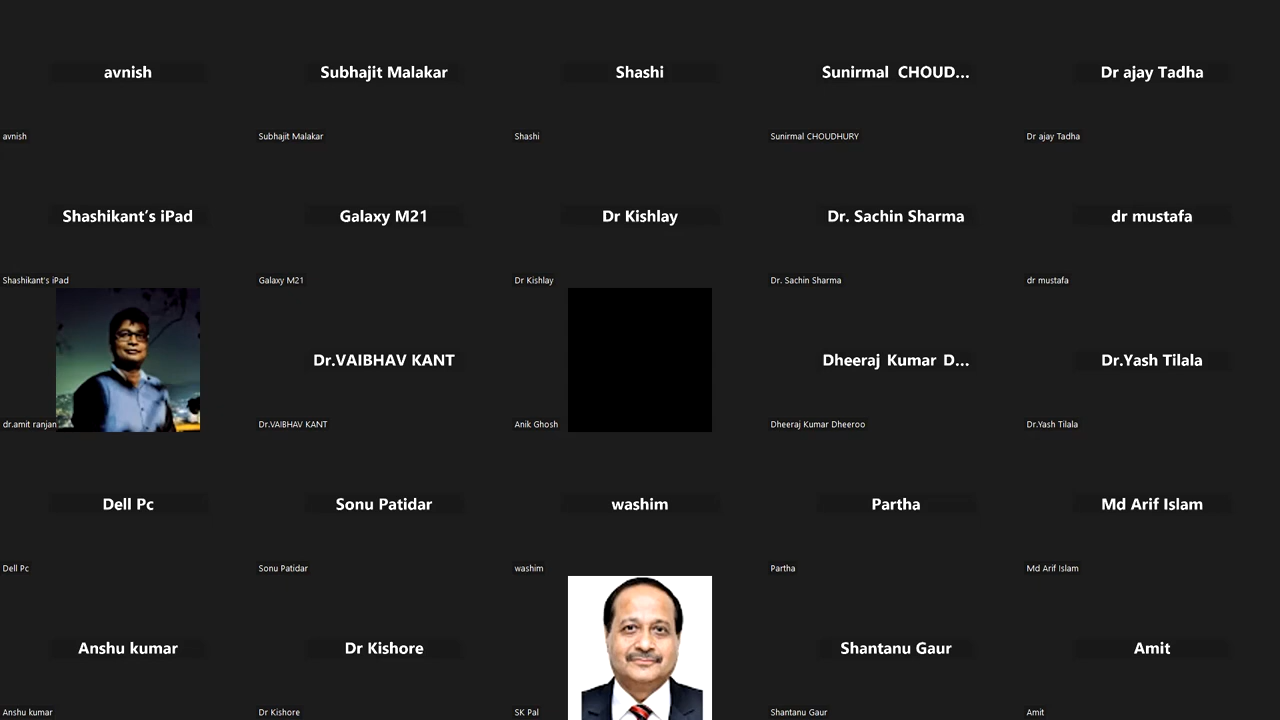 avnish
Subhajit Malakar
Shashi
Sunirmal CHOUD...
Dr ajay Tadha
avnish
Subhajit Malakar
Shashi
Sunirmal CHOUDHURY
Dr ajay Tadha
Shashikant's iPad
Galaxy M21
Dr Kishlay
Dr. Sachin Sharma
dr mustafa
Shashikant's iPad
Galaxy M21
Dr Kishlay
Dr. Sachin Sharma
dr mustafa
Dr.VAIBHAV KANT
Dheeraj Kumar D...
Dr.Yash Tilala
dr.amit ranjan
Dr.VAIBHAV KANT
Anik Ghosh
Dheeraj Kumar Dheeroo
Dr.Yash Tilala
Dell Pc
Sonu Patidar
washim
Partha
Md Arif Islam
Dell Pc
Sonu Patidar
washim
Partha
Md Arif Islam
Anshu kumar
Dr Kishore
Shantanu Gaur
Amit
Anshu kumar
Dr Kishore
SK Pal
Shantanu Gaur
Amit